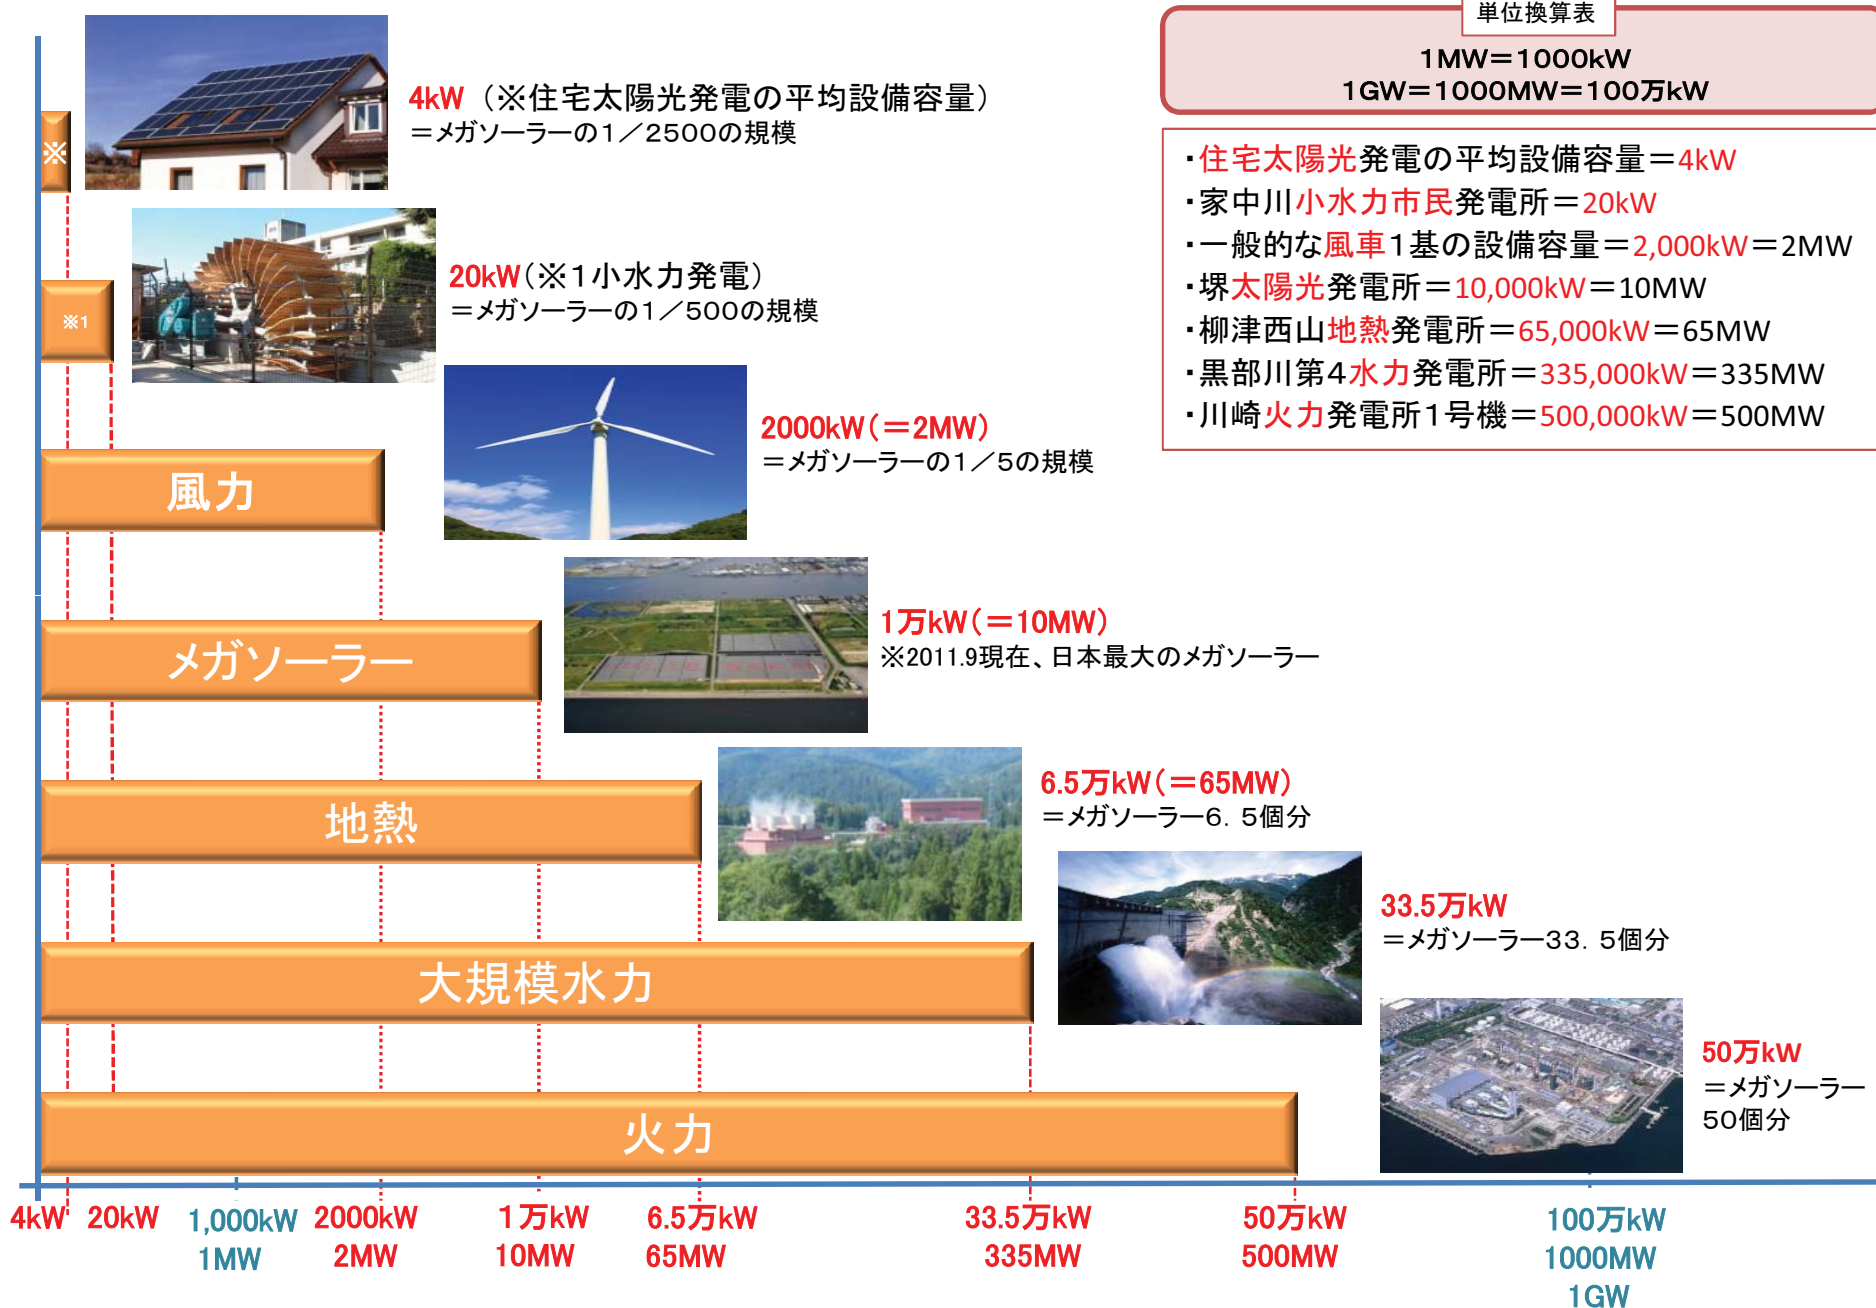 単位換算表
1MW＝1000kW
1GW＝1000MW＝100万kW
・住宅太陽光発電の平均設備容量＝4kW
・家中川小水力市民発電所＝20kW
・一般的な風車1基の設備容量＝2,000kW＝2MW
・堺太陽光発電所＝10,000kW＝10MW
・柳津西山地熱発電所＝65,000kW＝65MW
・黒部川第4水力発電所＝335,000kW＝335MW
・川崎火力発電所1号機＝500,000kW＝500MW
※
4kW （※住宅太陽光発電の平均設備容量）
＝メガソーラーの1／2500の規模
※1
20kW（※1小水力発電）
＝メガソーラーの1／500の規模
風力
2000kW（＝2MW）
＝メガソーラーの1／5の規模
メガソーラー
1万kW（＝10MW）
※2011.9現在、日本最大のメガソーラー
地熱
6.5万kW（＝65MW）
＝メガソーラー6．5個分
大規模水力
33.5万kW
＝メガソーラー33．5個分
火力
50万kW
＝メガソーラー
50個分
4kW 20kW 1,000kW 2000kW 1万kW 6.5万kW 33.5万kW 50万kW 100万kW
1MW 2MW 10MW 65MW 335MW 500MW 1000MW
1GW